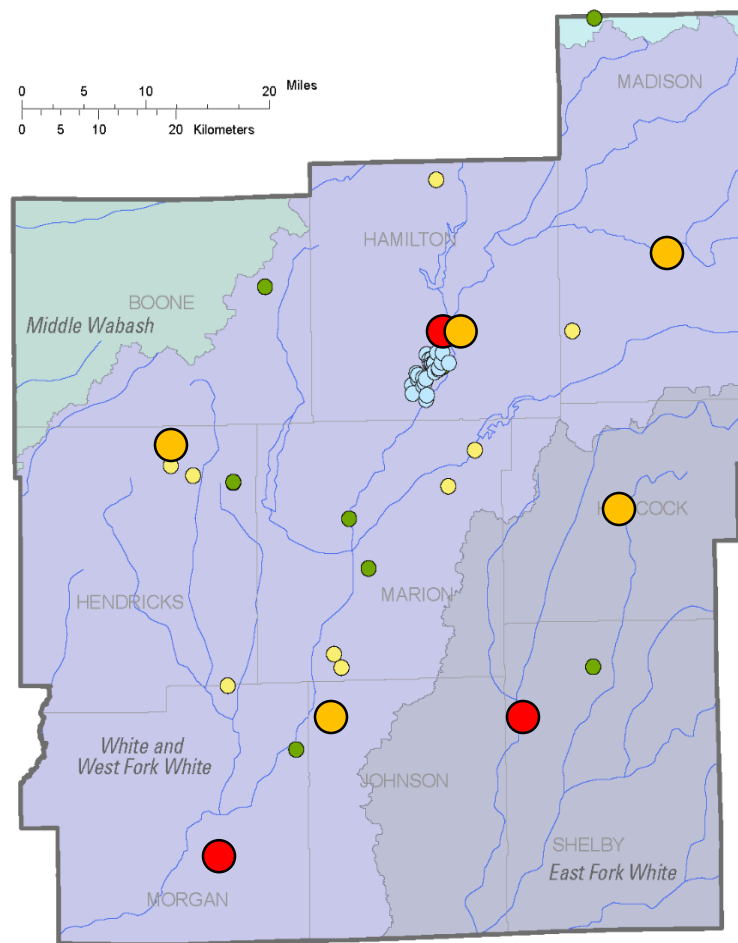 0 10 20 Miles
0 5 10 20 Kilometers
MADISON
HAMILTON
BOONE
Middle Wabash
HANCOCK
HENDRICKS
MARION
White and
West Fork White
JOHNSON
SHELBY
East Fork White
MORGAN